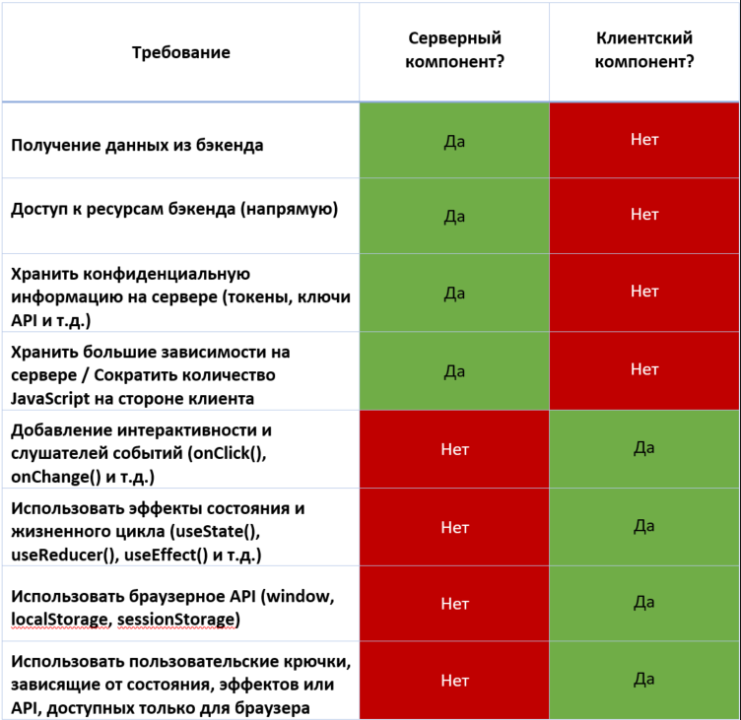 Требование
Серверный
компонент?
Клиентский
компонент?
Получение данных из бэкенда
Да
Нет
Доступ к ресурсам бэкенда (напрямую)
Да
Нет
Хранить конфиденциальную
информацию на сервере (токены, ключи
API и т.д.)
Да
Нет
Хранить большие зависимости на
сервере / Сократить количество
JavaScript на стороне клиента
Да
Нет
Добавление интерактивности и
слушателей событий (onClick(),
onChange() и т.д.)
Нет
Да
Использовать эффекты состояния и
жизненного цикла (useState(),
useReducer(), useEffect() и т.д.)
Нет
Да
Использовать браузерное API (window,
localStorage, sessionStorage)
Нет
Да
Использовать пользовательские крючки,
зависящие от состояния, эффектов или
API, доступных только для браузера
Нет
Да